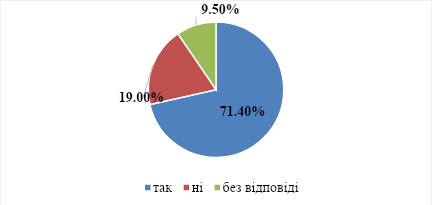 9.50%
19.00%
71.40%
так ні без відповіді